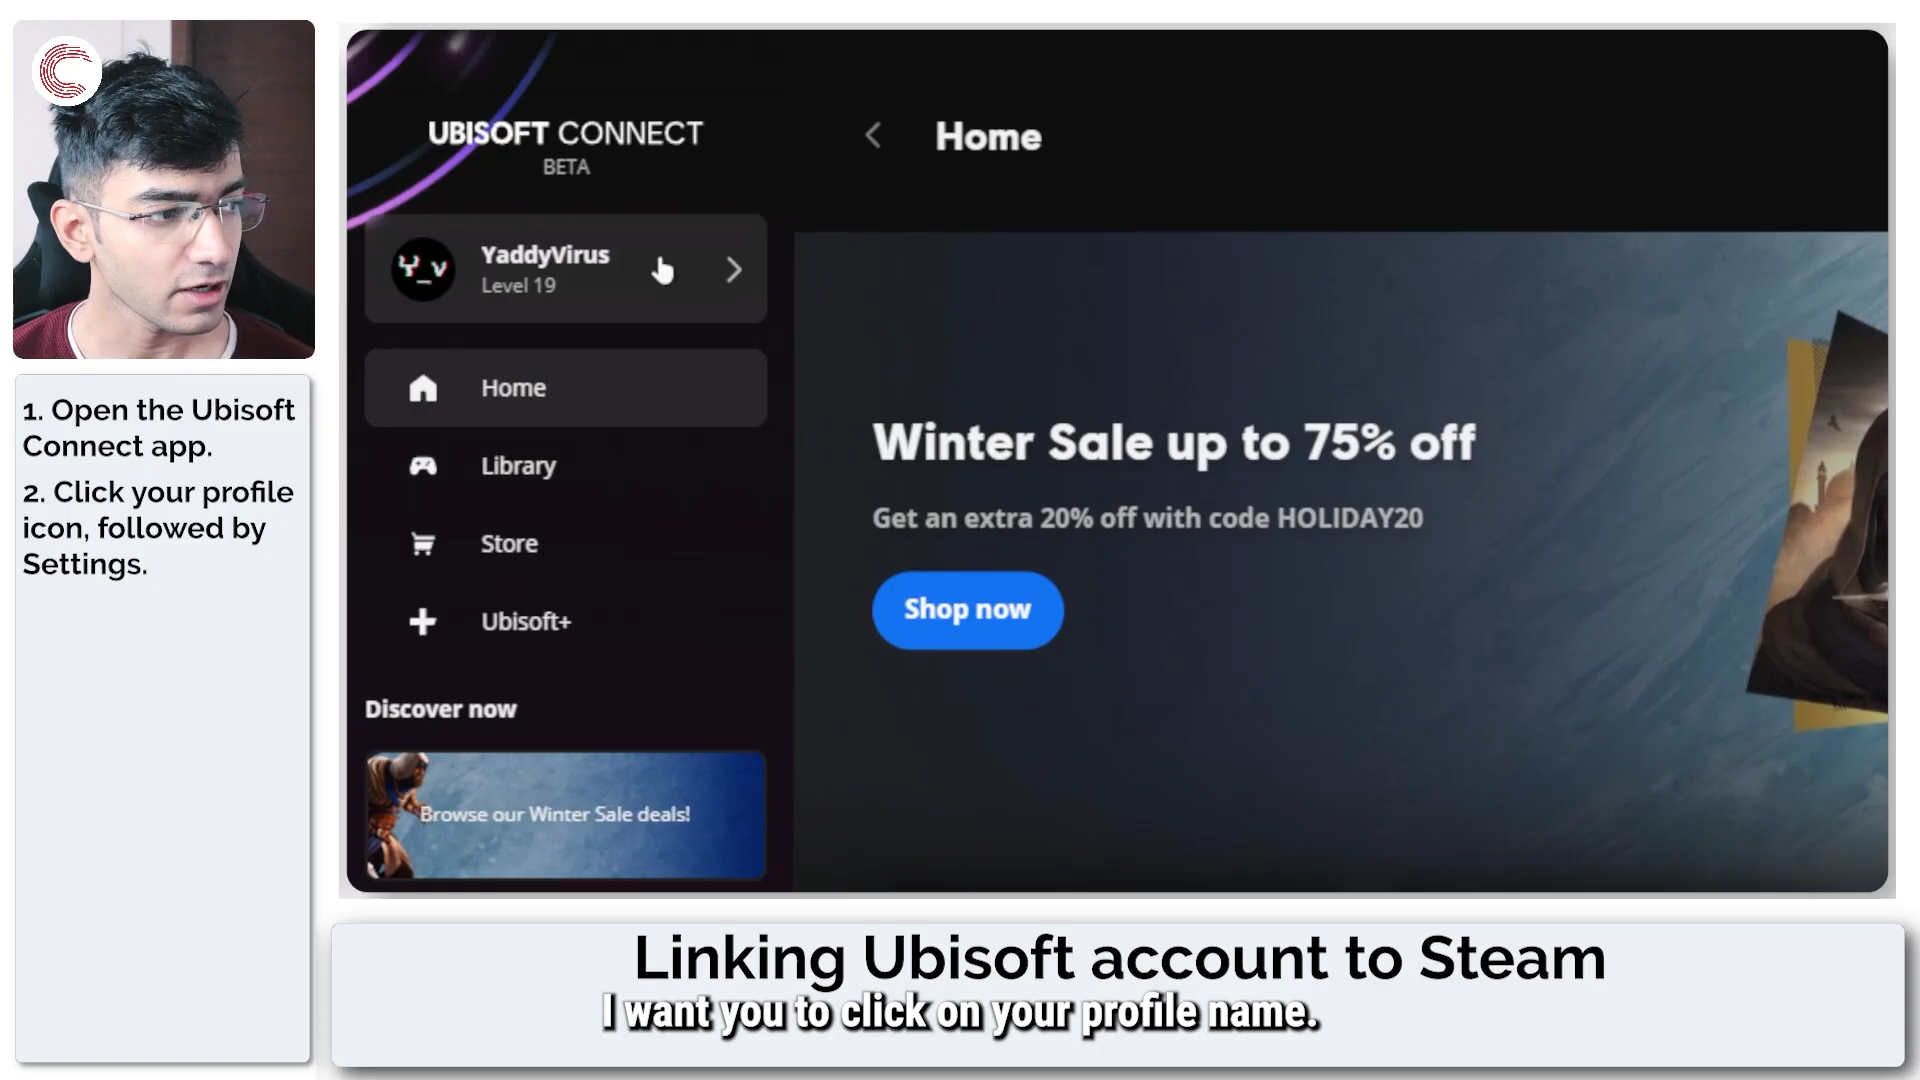 1. Open the Ubisoft
Connect app.
2. Click your profile
icon, followed by
Settings.
UBISOFT CONNECT
BETA
YaddyVirus
Level 19
Home
Library
Store
Ubisoft+
Discover now
Browse our Winter Sale deals!
Home
Winter Sale up to 75% off
Get an extra 20% off with code HOLIDAY20
Shop now
Linking Ubisoft account to Steam
I want you to click on your profile name.